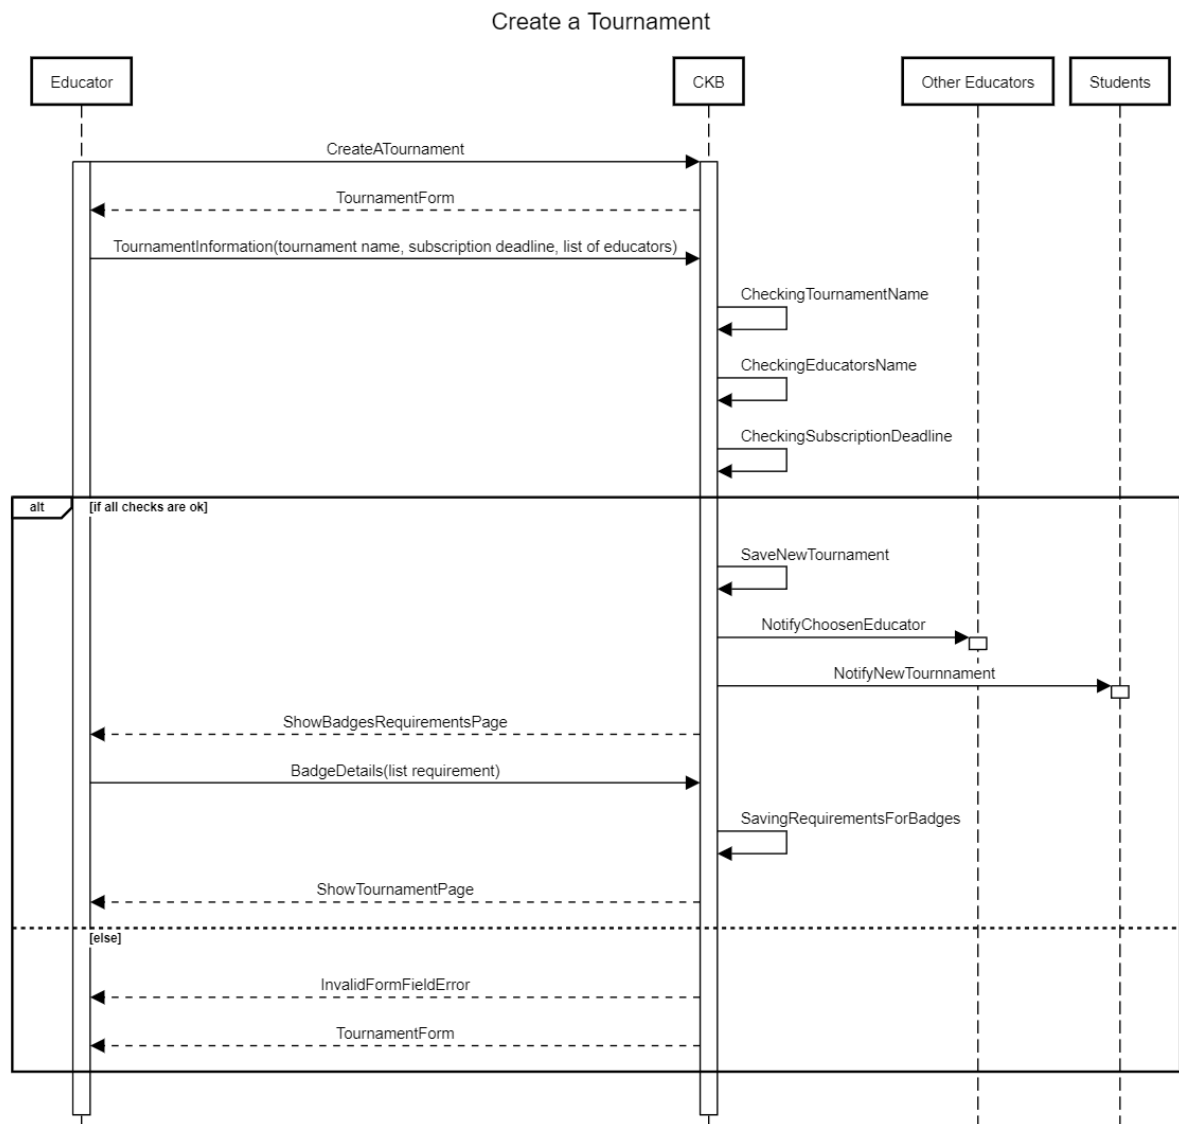 Create a Tournament
Educator
CKB
Other Educators
Students
CreateATournament
TournamentForm
TournamentInformation(tournament name, subscription deadline, list of educators)
CheckingTournamentName
CheckingEducatorsName
CheckingSubscriptionDeadline
alt
[if all checks are ok]
SaveNewTournament
NotifyChoosenEducator
NotifyNewTournnament
ShowBadgesRequirementsPage
BadgeDetails(list requirement)
SavingRequirementsForBadges
ShowTournamentPage
[else]
InvalidFormFieldError
TournamentForm